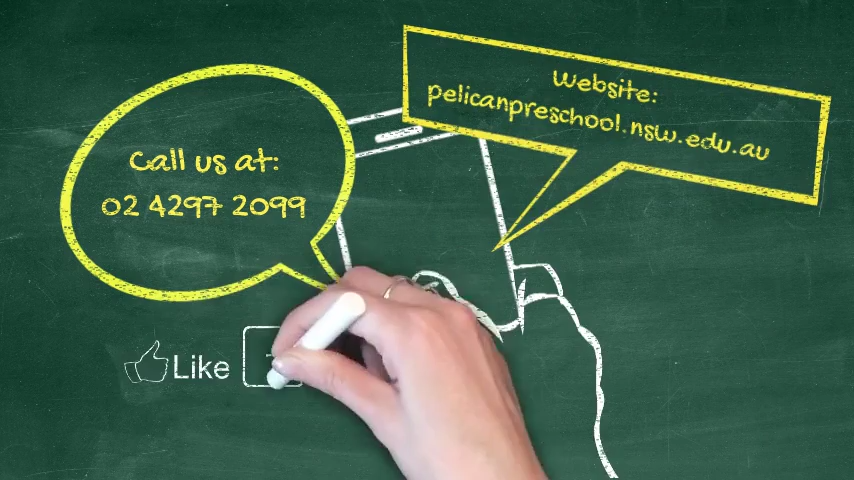 Call us at:
02 4297 2099
Website:
pelicanpreschool.nsw.edu.au
Like